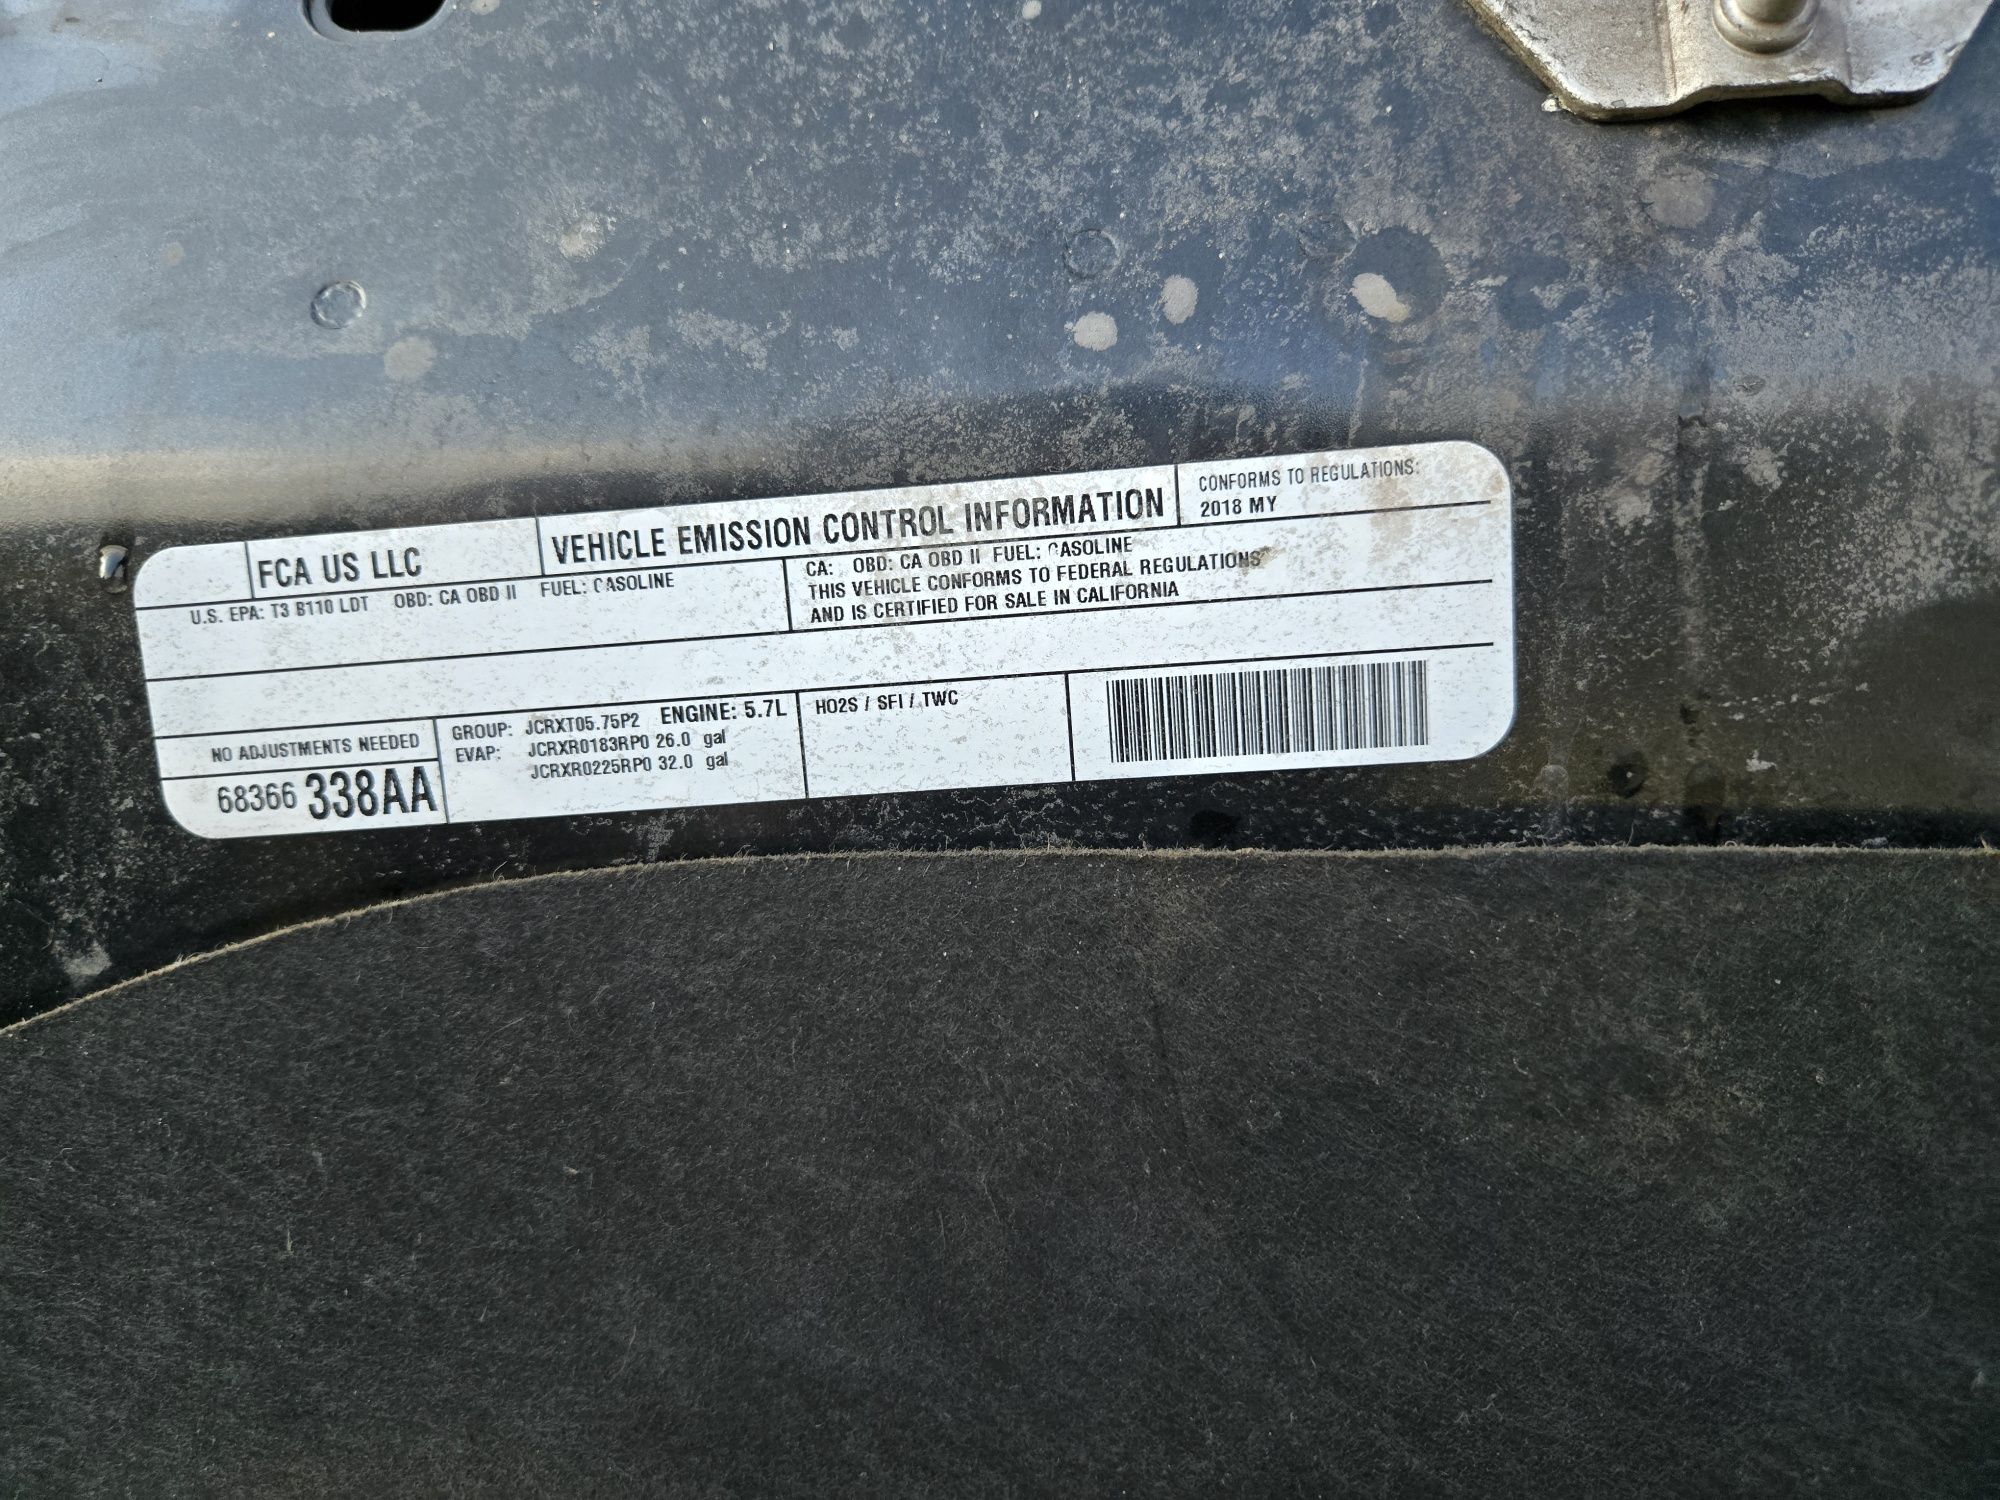 FCA US LLC
VEHICLE EMISSION CONTROL INFORMATION
CONFORMS TO REGULATIONS:
2018 MY
U.S. EPA: T3 B110 LDT OBD: CA OBD II FUEL: GASOLINE
CA: OBD: CA OBD II FUEL: GASOLINE
THIS VEHICLE CONFORMS TO FEDERAL REGULATIONS
AND IS CERTIFIED FOR SALE IN CALIFORNIA
NO ADJUSTMENTS NEEDED
68366 338AA
GROUP: JCRXT05.75P2 ENGINE: 5.7L
EVAP: JCRXR0183RP0 26.0 gal
JCRXR0225RP0 32.0 gal
HO2S / SFI / TWC